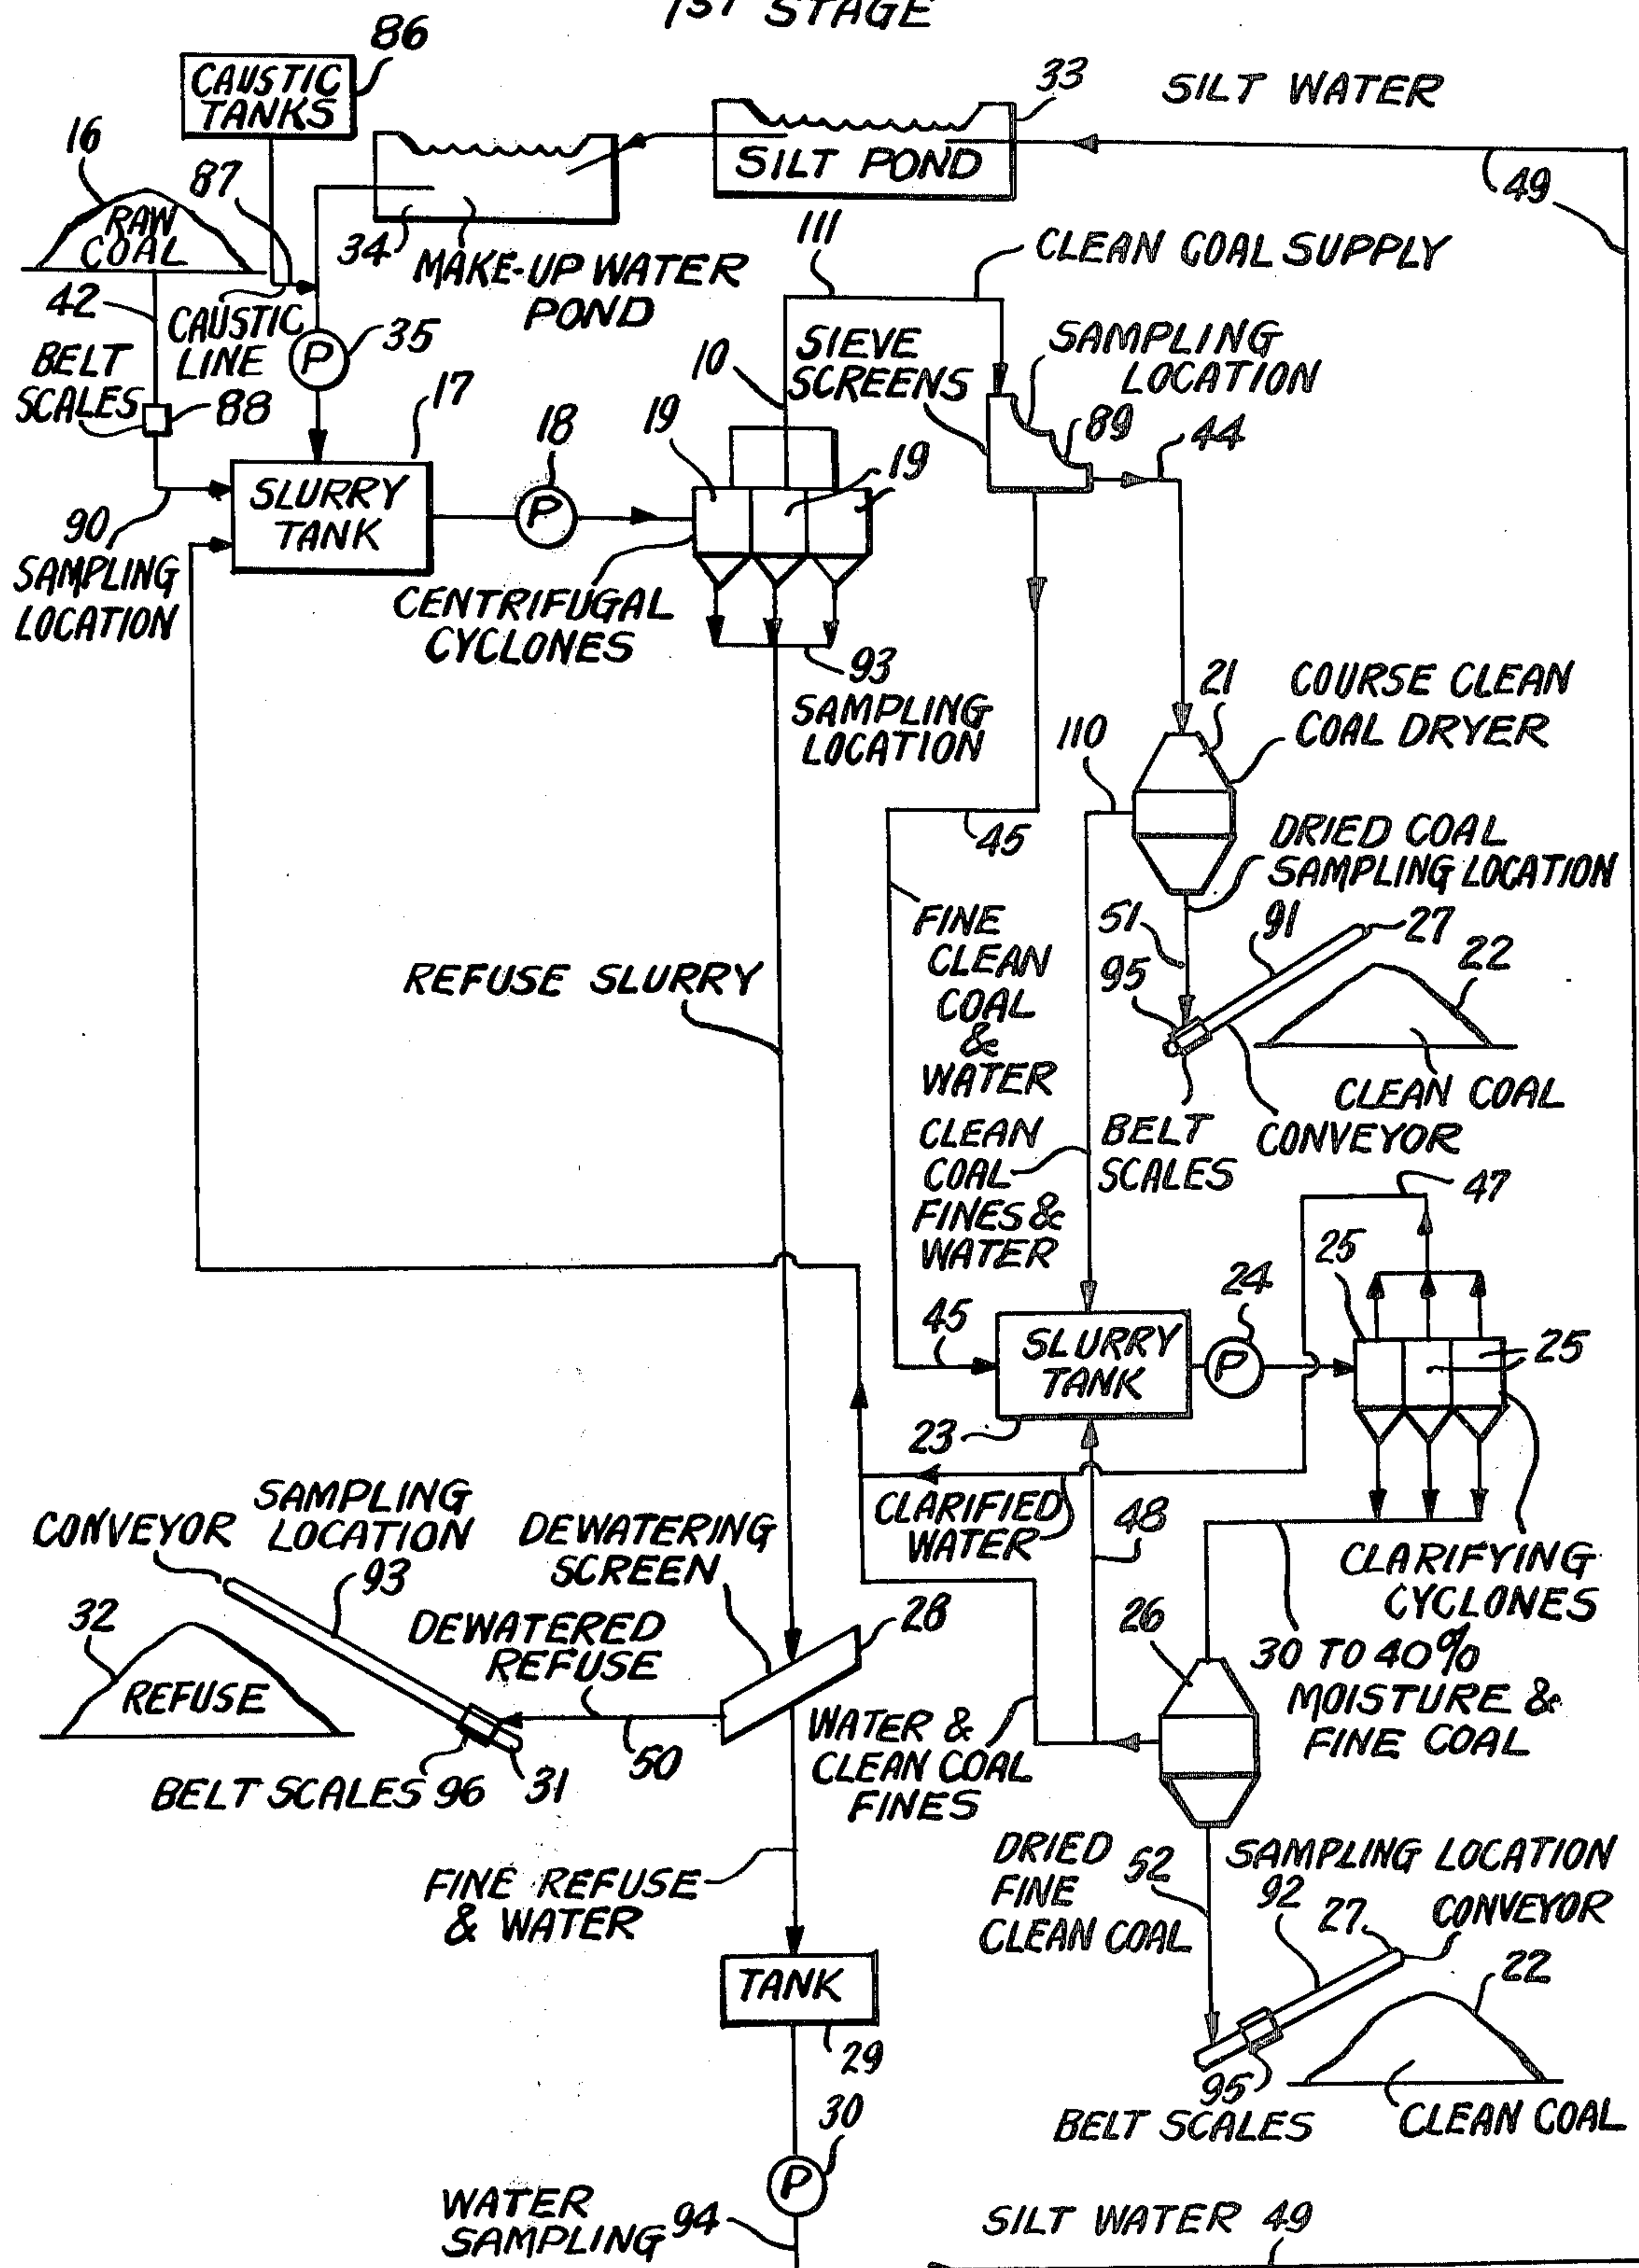 1ST STAGE
86
CAUSTIC
TANKS
33
SILT WATER
16
87
SILT POND
49
49
RAW
COAL
34
MAKE-UP WATER
POND
111
CLEAN COAL SUPPLY
42
CAUSTIC
LINE
P
35
BELT
SCALES
88
10
SIEVE
SCREENS
SAMPLING
LOCATION
89
44
17
18
19
19
19
SLURRY
TANK
P
90
SAMPLING
LOCATION
CENTRIFUGAL
CYCLONES
93
SAMPLING
LOCATION
21
COURSE CLEAN
COAL DRYER
110
45
DRIED COAL
SAMPLING LOCATION
FINE
CLEAN
COAL
&
WATER
51
91
27
95
22
REFUSE SLURRY
CLEAN COAL
CONVEYOR
CLEAN
COAL
FINES &
WATER
BELT
SCALES
47
25
24
45
SLURRY
TANK
P
25
23
CLARIFIED
WATER
48
CLARIFYING
CYCLONES
CONVEYOR
SAMPLING
LOCATION
93
DEWATERING
SCREEN
28
26
30 TO 40%
MOISTURE &
FINE COAL
32
REFUSE
DEWATERED
REFUSE
50
WATER &
CLEAN COAL
FINES
BELT SCALES 96
31
DRIED
FINE
CLEAN COAL
52
SAMPLING LOCATION
92
27
CONVEYOR
FINE REFUSE
& WATER
22
TANK
29
95
BELT SCALES
CLEAN COAL
30
P
WATER
SAMPLING
94
SILT WATER 49